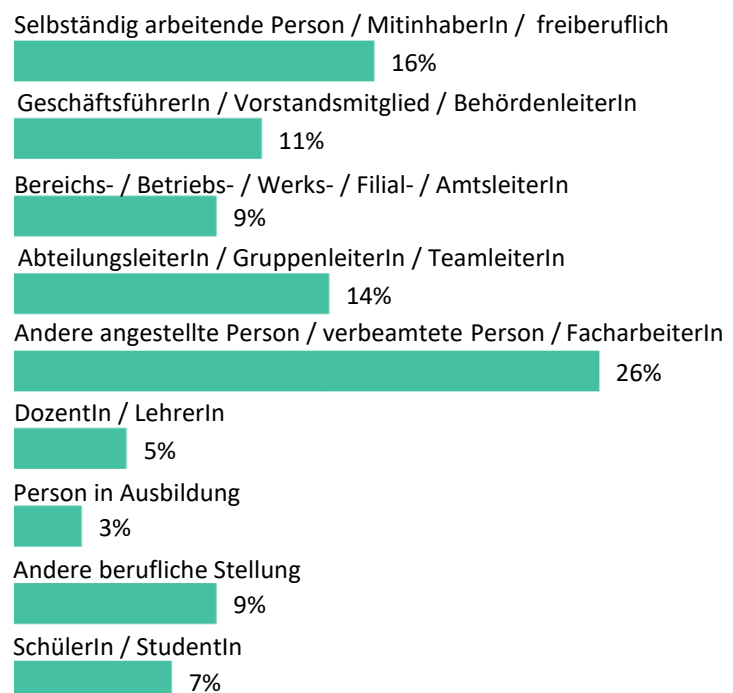 Selbständig arbeitende Person / MitinhaberIn / freiberuflich
16%
GeschäftsführerIn / Vorstandsmitglied / BehördenleiterIn
11%
Bereichs- / Betriebs- / Werks- / Filial- / AmtsleiterIn
9%
AbteilungsleiterIn / GruppenleiterIn / TeamleiterIn
14%
Andere angestellte Person / verbeamtete Person / FacharbeiterIn
26%
DozentIn / LehrerIn
5%
Person in Ausbildung
3%
Andere berufliche Stellung
9%
SchülerIn / StudentIn
7%